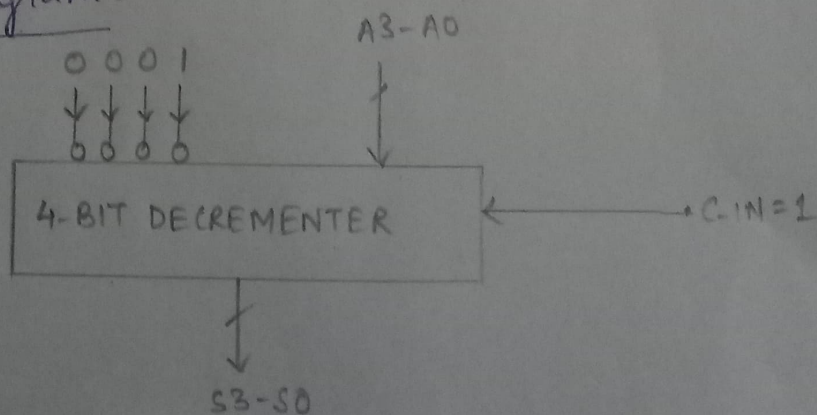 A3-A0
0 0 0 1
4-BIT DECREMENTER
C-IN=1
S3-S0